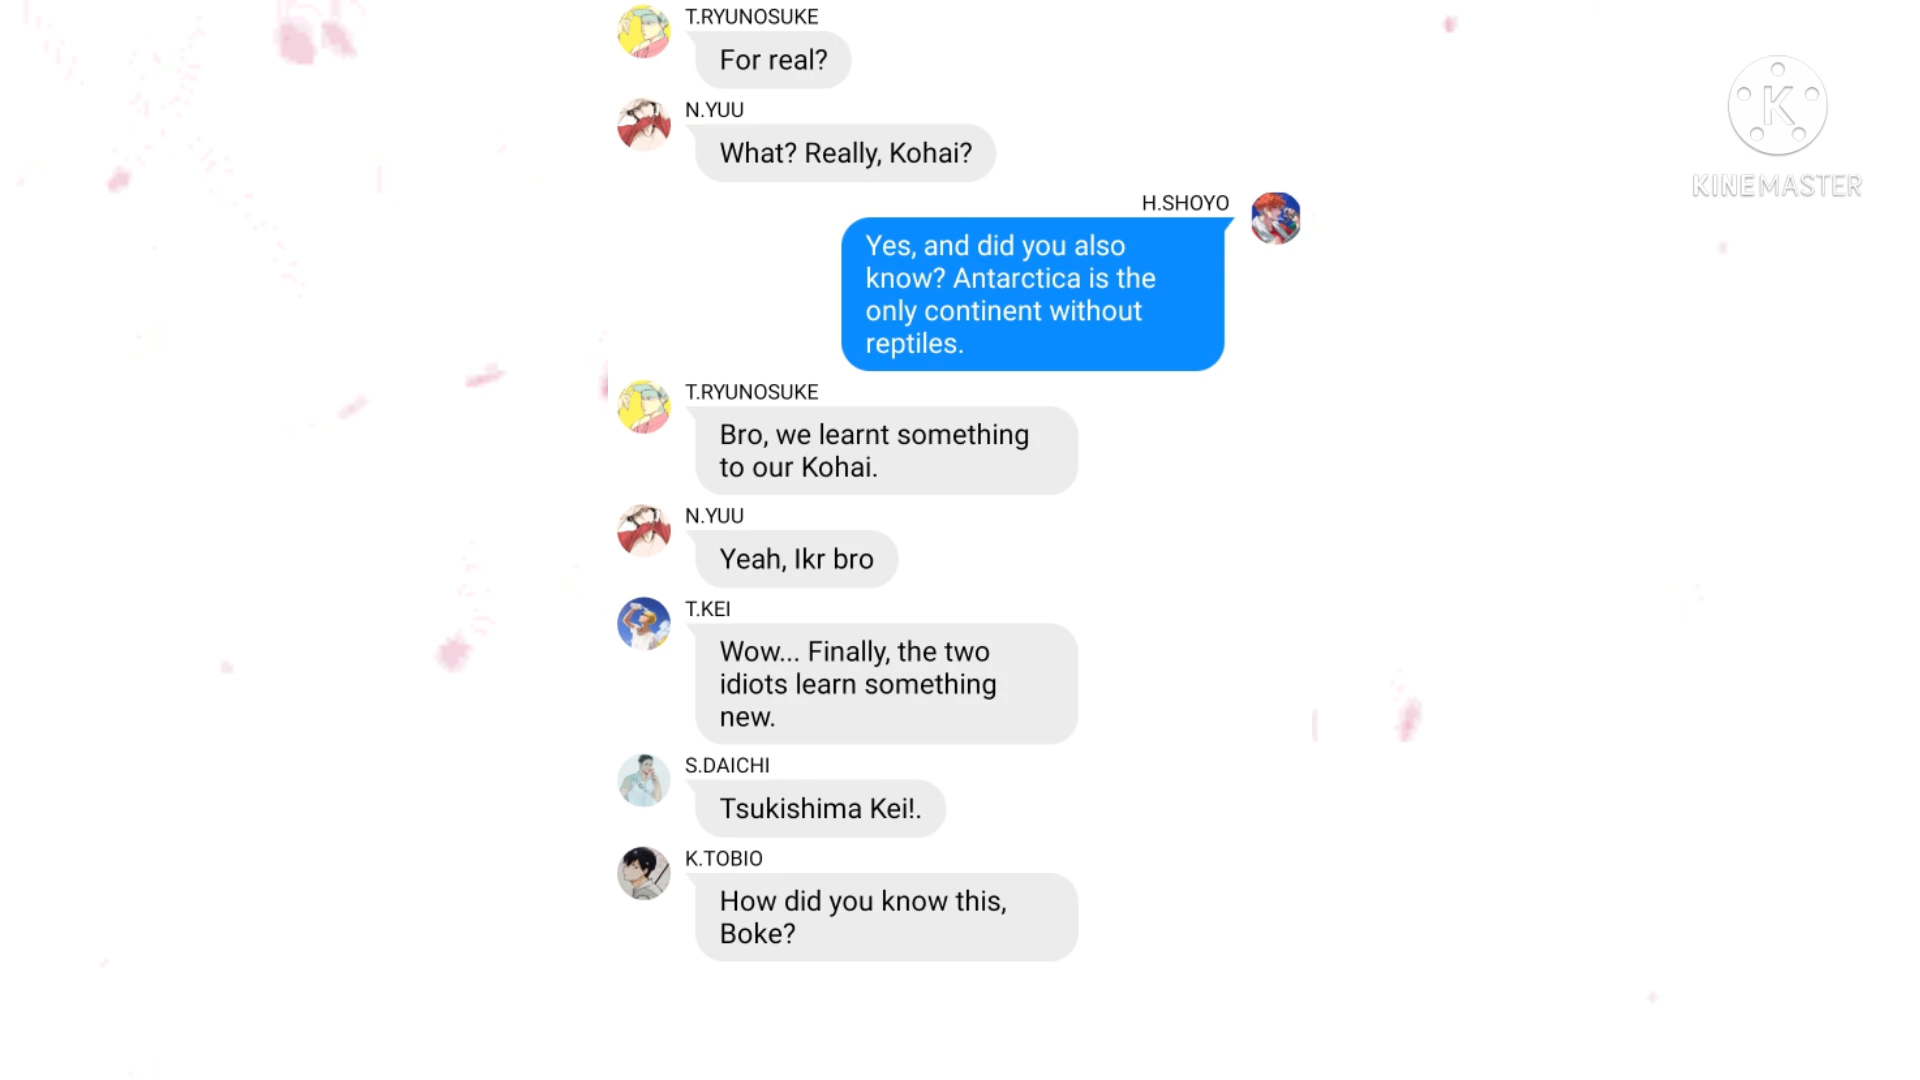 T.RYUNOSUKE
For real?
N.YUU
What? Really, Kohai?
H.SHOYO
Yes, and did you also
know? Antarctica is the
only continent without
reptiles.
T.RYUNOSUKE
Bro, we learnt something
to our Kohai.
N.YUU
Yeah, Ikr bro
T.KEI
Wow... Finally, the two
idiots learn something
new.
S.DAICHI
Tsukishima Kei!.
K.TOBIO
How did you know this,
Boke?
K
KINEMASTER